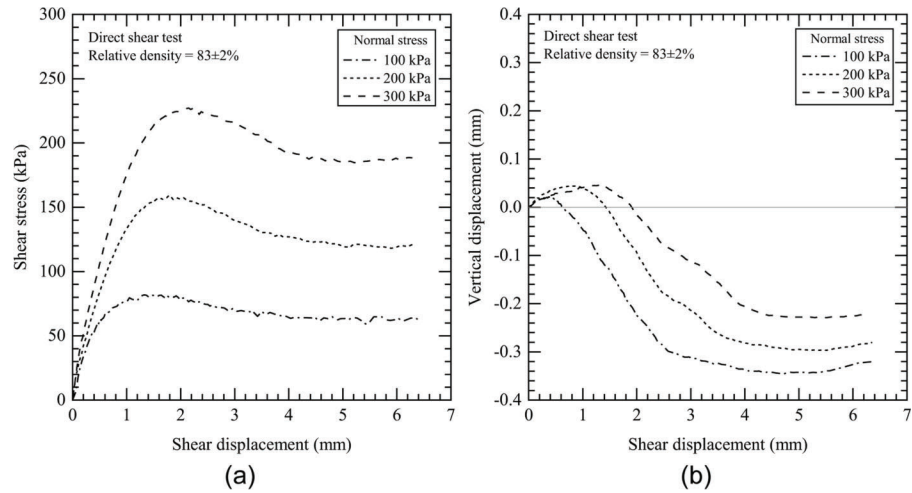 Direct shear test
Relative density = 83±2%
Normal stress
100 kPa
200 kPa
300 kPa
300
250
200
150
100
50
0
0 1 2 3 4 5 6 7
Shear stress (kPa)
Shear displacement (mm)
(a)
Direct shear test
Relative density = 83±2%
Normal stress
100 kPa
200 kPa
300 kPa
0.4
0.3
0.2
0.1
0.0
-0.1
-0.2
-0.3
-0.4
0 1 2 3 4 5 6 7
Vertical displacement (mm)
Shear displacement (mm)
(b)